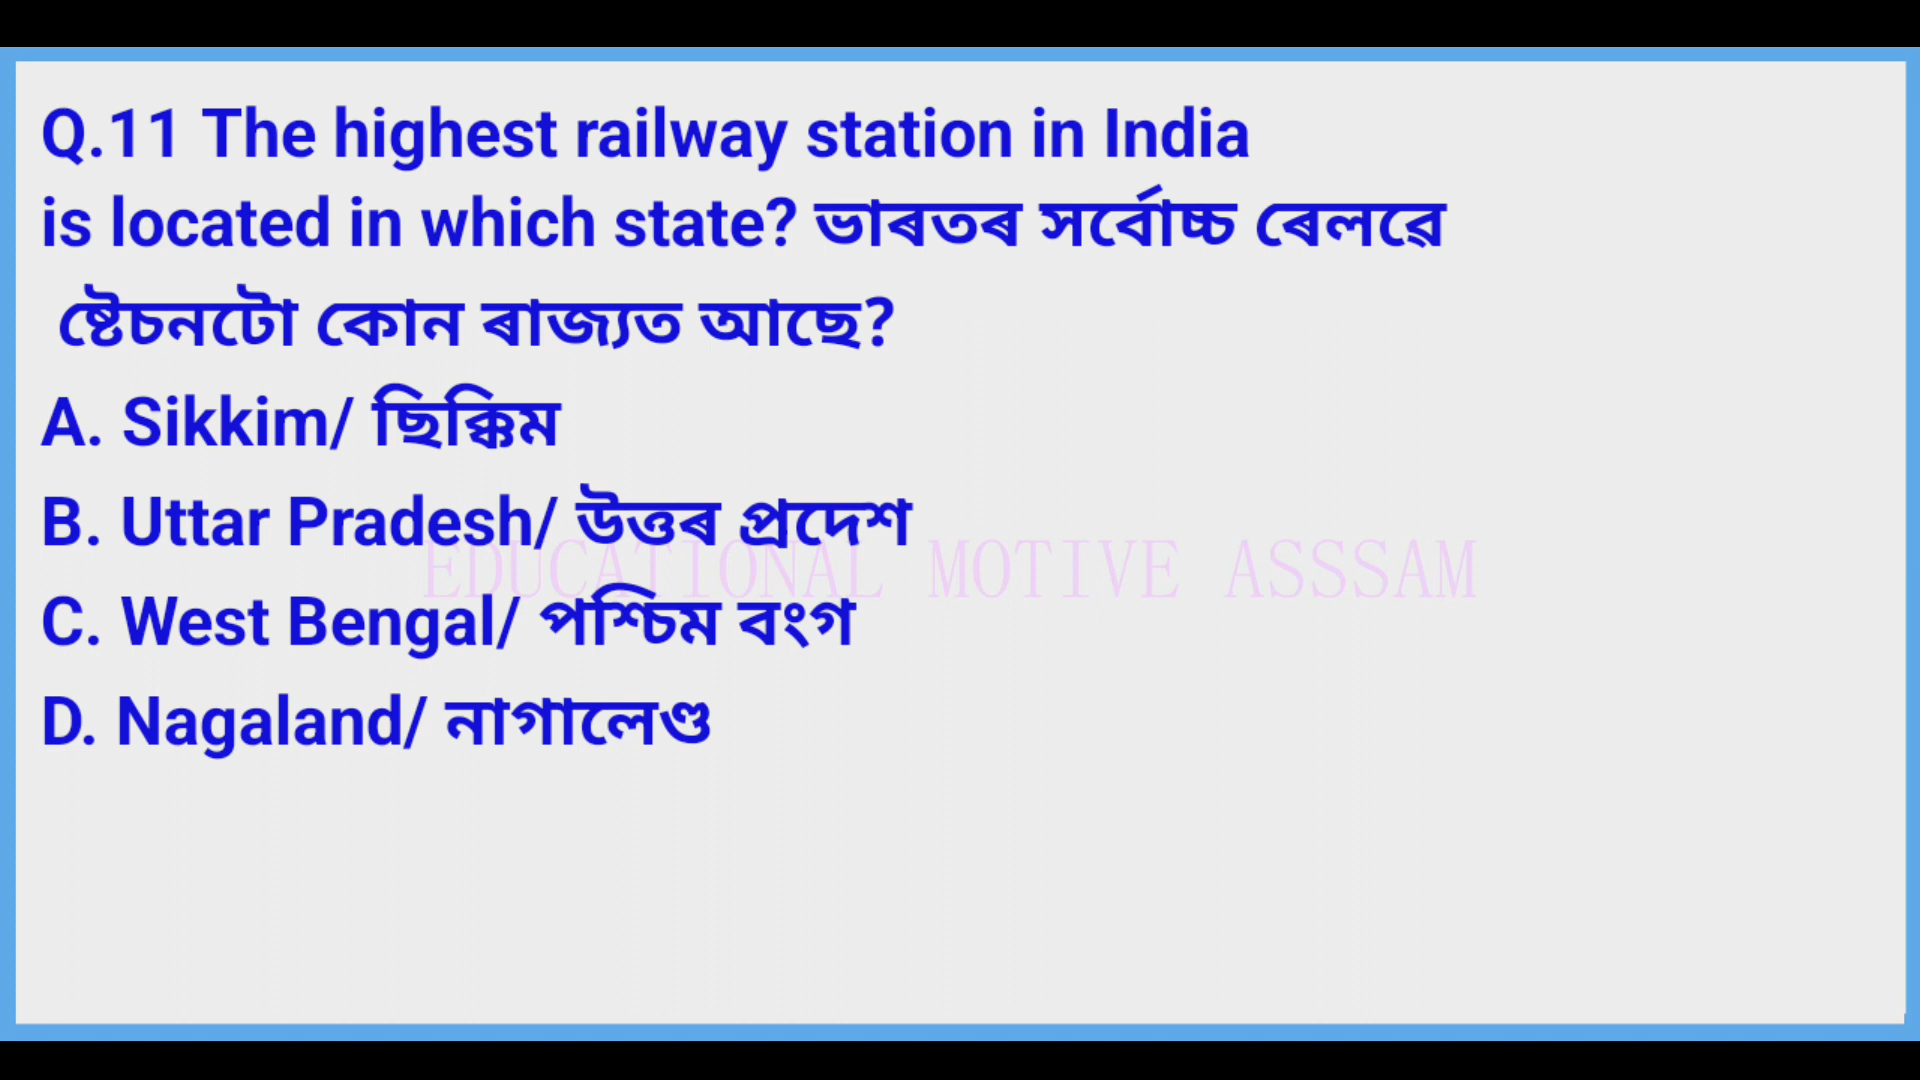 Q.11 The highest railway station in India
is located in which state? ভাৰতৰ সৰ্বোচ্চ ৰেলৱে
ষ্টেচনটো কোন ৰাজ্যত আছে?
A. Sikkim/ ছিক্কিম
B. Uttar Pradesh/ উত্তৰ প্ৰদেশ
EDUCATIONAL MOTIVE ASSSAM
C. West Bengal/ পশ্চিম বংগ
D. Nagaland/ নাগালেণ্ড